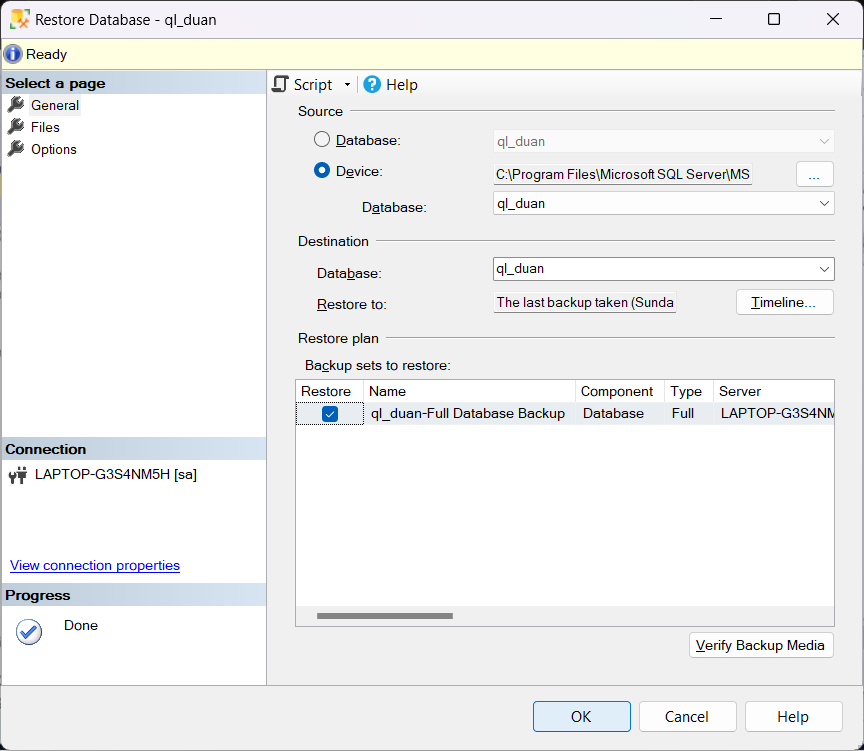 Restore Database - ql_duan
Ready
Select a page
General
Files
Options
Connection
LAPTOP-G3S4NM5H [sa]
View connection properties
Progress
Done
Script
Help
Source
Database:
ql_duan
Device:
C:\Program Files\Microsoft SQL Server\MS
...
Database:
ql_duan
Destination
Database:
ql_duan
Restore to:
The last backup taken (Sunda
Timeline...
Restore plan
Backup sets to restore:
Restore Name Component Type Server
ql_duan-Full Database Backup Database Full LAPTOP-G3S4NM
Verify Backup Media
OK
Cancel
Help